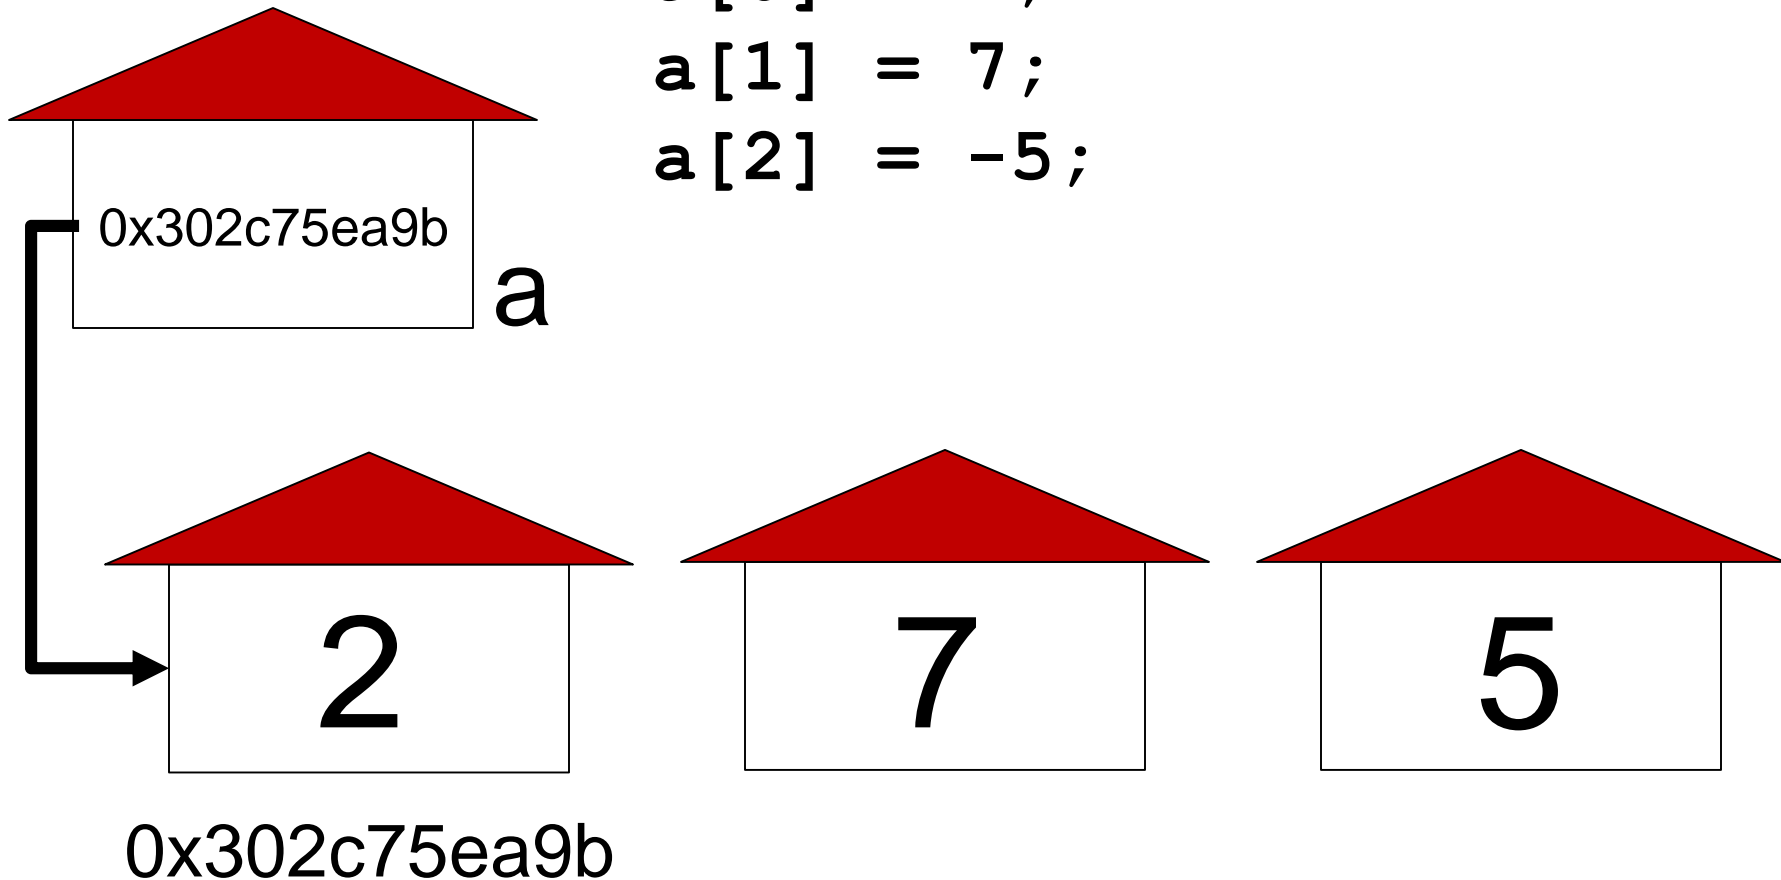 a[1] = 7;
a[2] = -5;
0x302c75ea9b
a
2
7
5
0x302c75ea9b